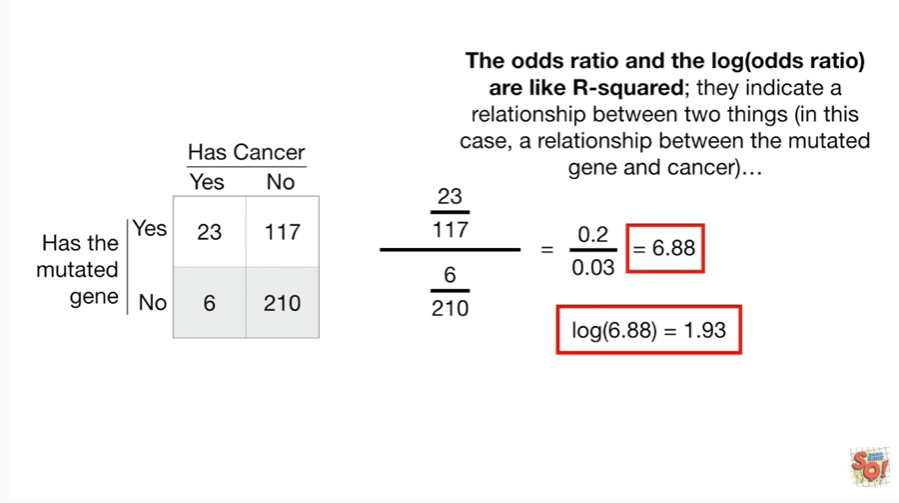 The odds ratio and the log(odds ratio)
are like R-squared; they indicate a
relationship between two things (in this
case, a relationship between the mutated
gene and cancer)…
Has Cancer
Yes No
Has the
mutated
gene
Yes 23 117
No 6 210
23
117
6
210
=
0.2
0.03
= 6.88
log(6.88) = 1.93
SQ!